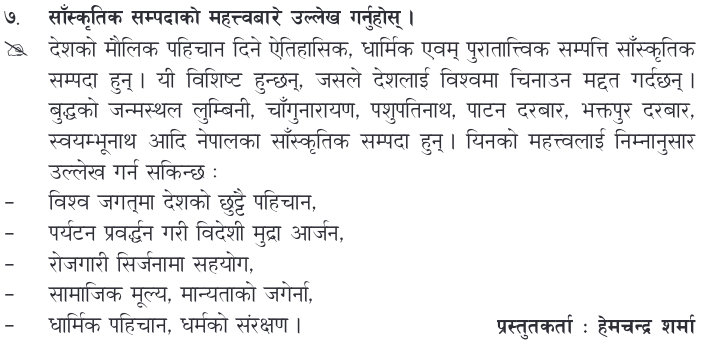 ७. साँस्कृतिक सम्पदाको महत्त्वबारे उल्लेख गर्नुहोस् ।
देशको मौलिक पहिचान दिने ऐतिहासिक, धार्मिक एवम् पुरातात्त्विक सम्पत्ति साँस्कृतिक
सम्पदा हुन् । यी विशिष्ट हुन्छन्, जसले देशलाई विश्वमा चिनाउन मद्दत गर्दछन् ।
बुद्धको जन्मस्थल लुम्बिनी, चाँगुनारायण, पशुपतिनाथ, पाटन दरबार, भक्तपुर दरबार,
स्वयम्भूनाथ आदि नेपालका साँस्कृतिक सम्पदा हुन् । यिनको महत्त्वलाई निम्नानुसार
उल्लेख गर्न सकिन्छ :
- विश्व जगत्‌मा देशको छुट्टै पहिचान,
- पर्यटन प्रवर्द्धन गरी विदेशी मुद्रा आर्जन,
- रोजगारी सिर्जनामा सहयोग,
- सामाजिक मूल्य, मान्यताको जगेर्ना,
- धार्मिक पहिचान, धर्मको संरक्षण । प्रस्तुतकर्ता : हेमचन्द्र शर्मा